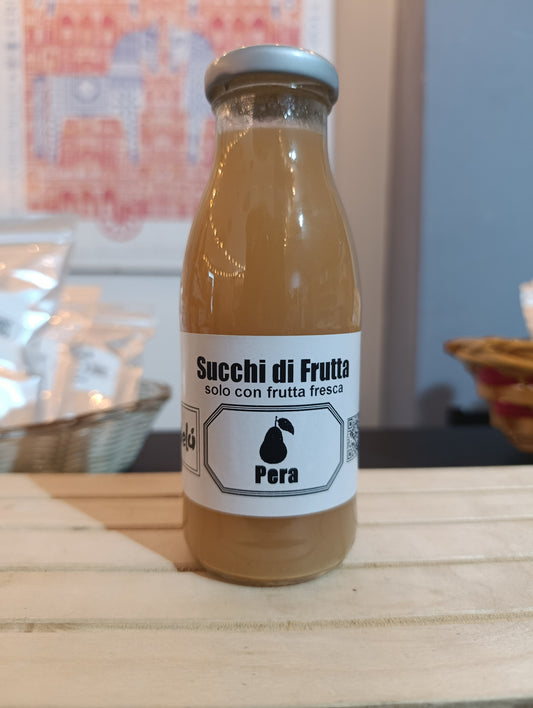 Succhi di Frutta
solo con frutta fresca
Pera